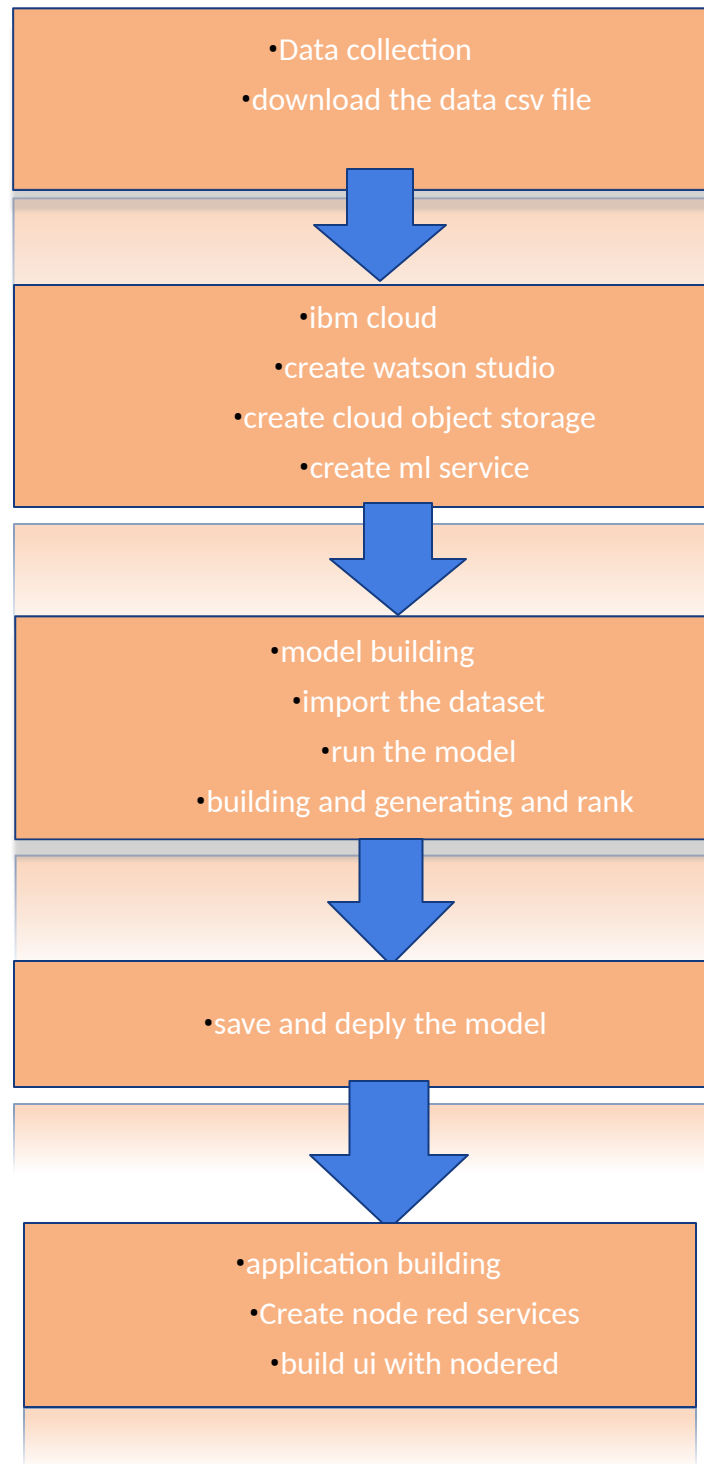 •Data collection
•download the data csv file
•ibm cloud
•create watson studio
•create cloud object storage
•create ml service
•model building
•import the dataset
•run the model
•building and generating and rank
•save and deply the model
•application building
•Create node red services
•build ui with nodered